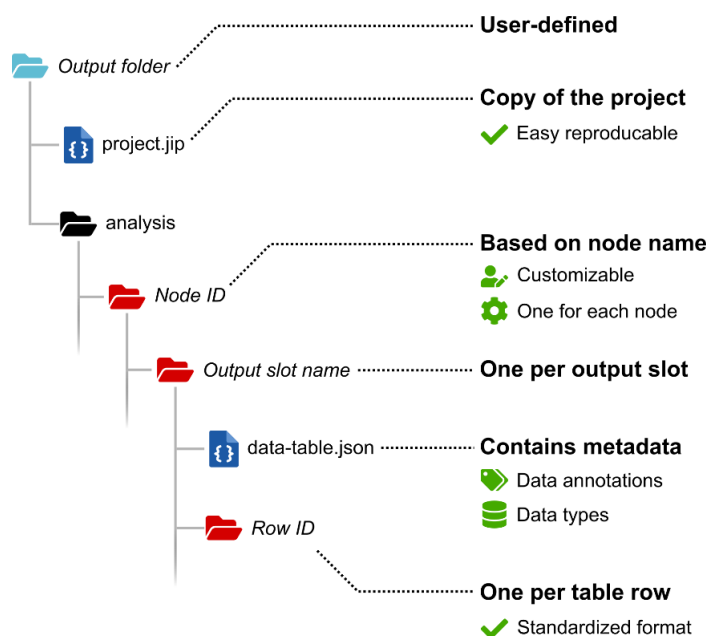 User-defined
Output folder
Copy of the project
project.jip
Easy reproducable
analysis
Based on node name
Customizable
Node ID
One for each node
Output slot name
One per output slot
{ }
data-table.json
Contains metadata
Data annotations
Data types
Row ID
One per table row
Standardized format